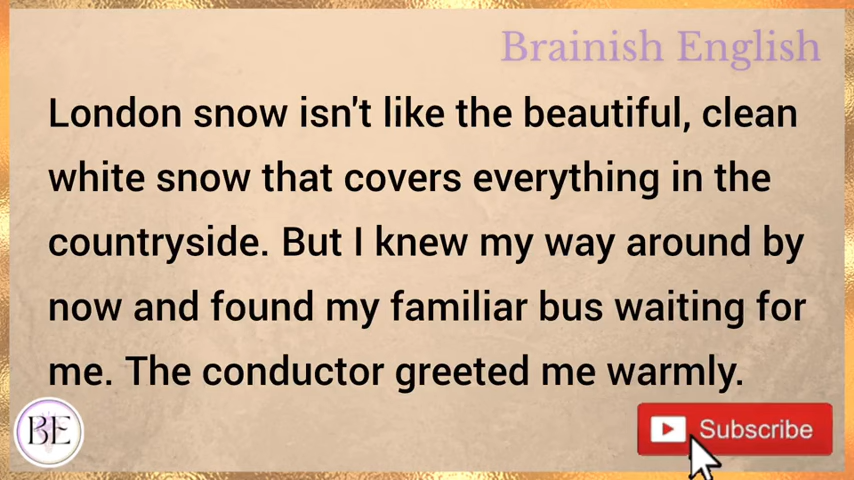 Brainish English
London snow isn't like the beautiful, clean
white snow that covers everything in the
countryside. But I knew my way around by
now and found my familiar bus waiting for
me. The conductor greeted me warmly.
BE
Subscribe